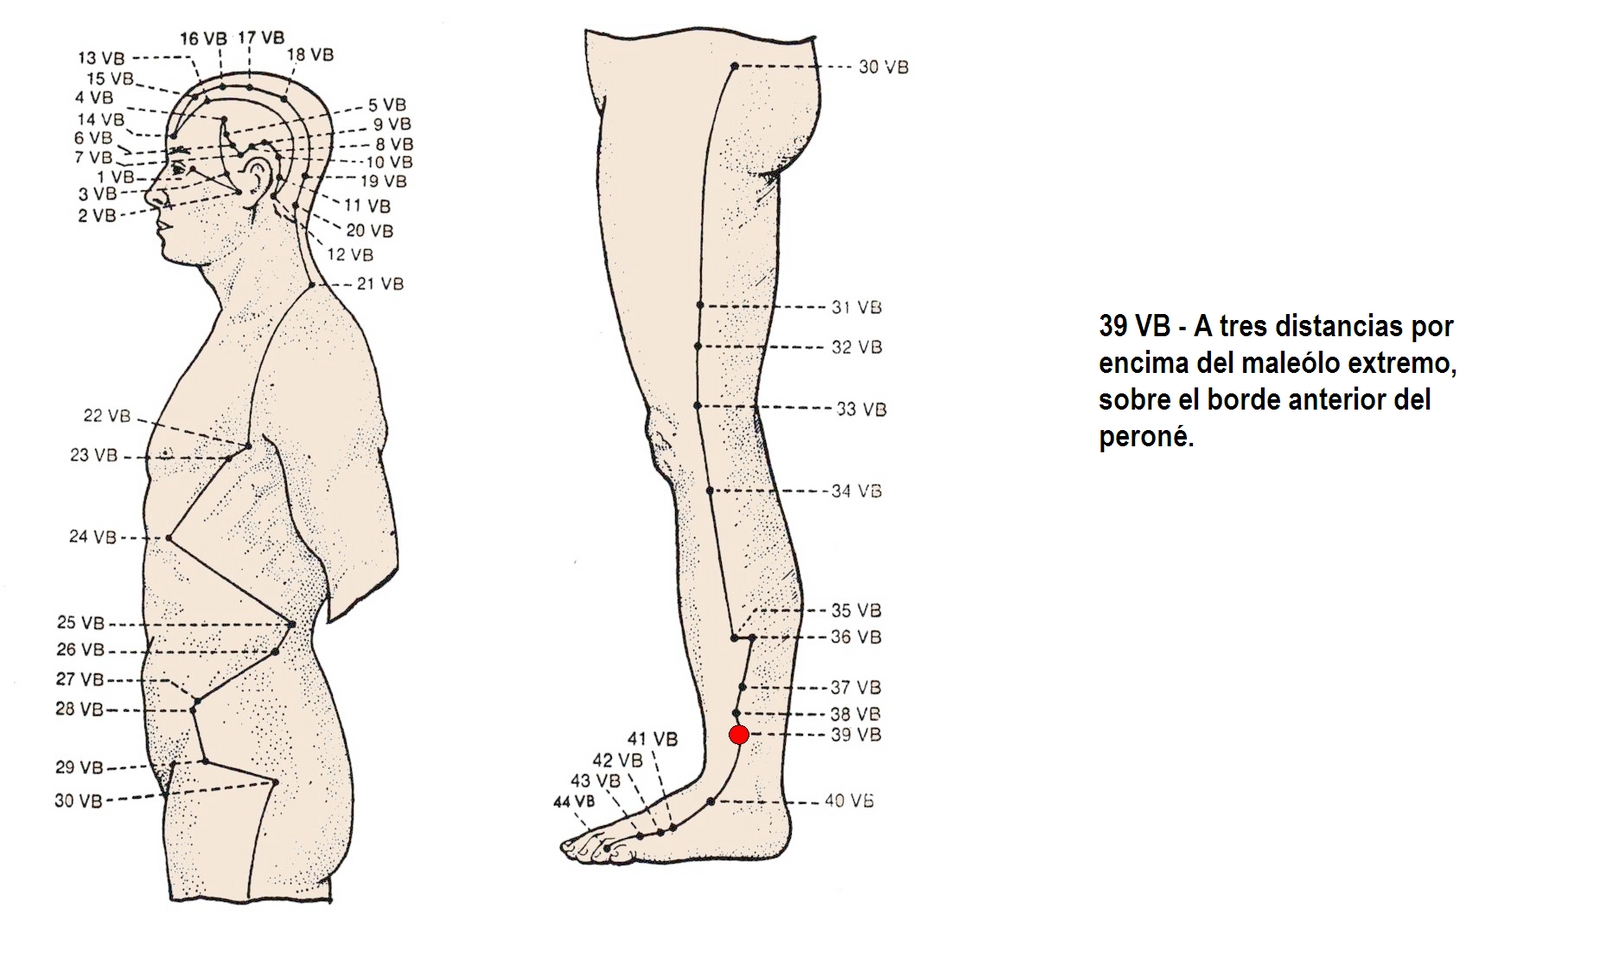 16 VB
17 VB
13 VB
18 VB
15 VB
4 VB
5 VB
14 VB
9 VB
6 VB
8 VB
7 VB
10 VB
1 VB
19 VB
3 VB
11 VB
2 VB
20 VB
12 VB
21 VB
22 VB
23 VB
24 VB
25 VB
26 VB
27 VB
28 VB
29 VB
30 VB
30 VB
31 VB
32 VB
33 VB
34 VB
35 VB
36 VB
37 VB
38 VB
39 VB
41 VB
42 VB
43 VB
44 VB
40 VB
39 VB - A tres distancias por
encima del maleólo extremo,
sobre el borde anterior del
peroné.